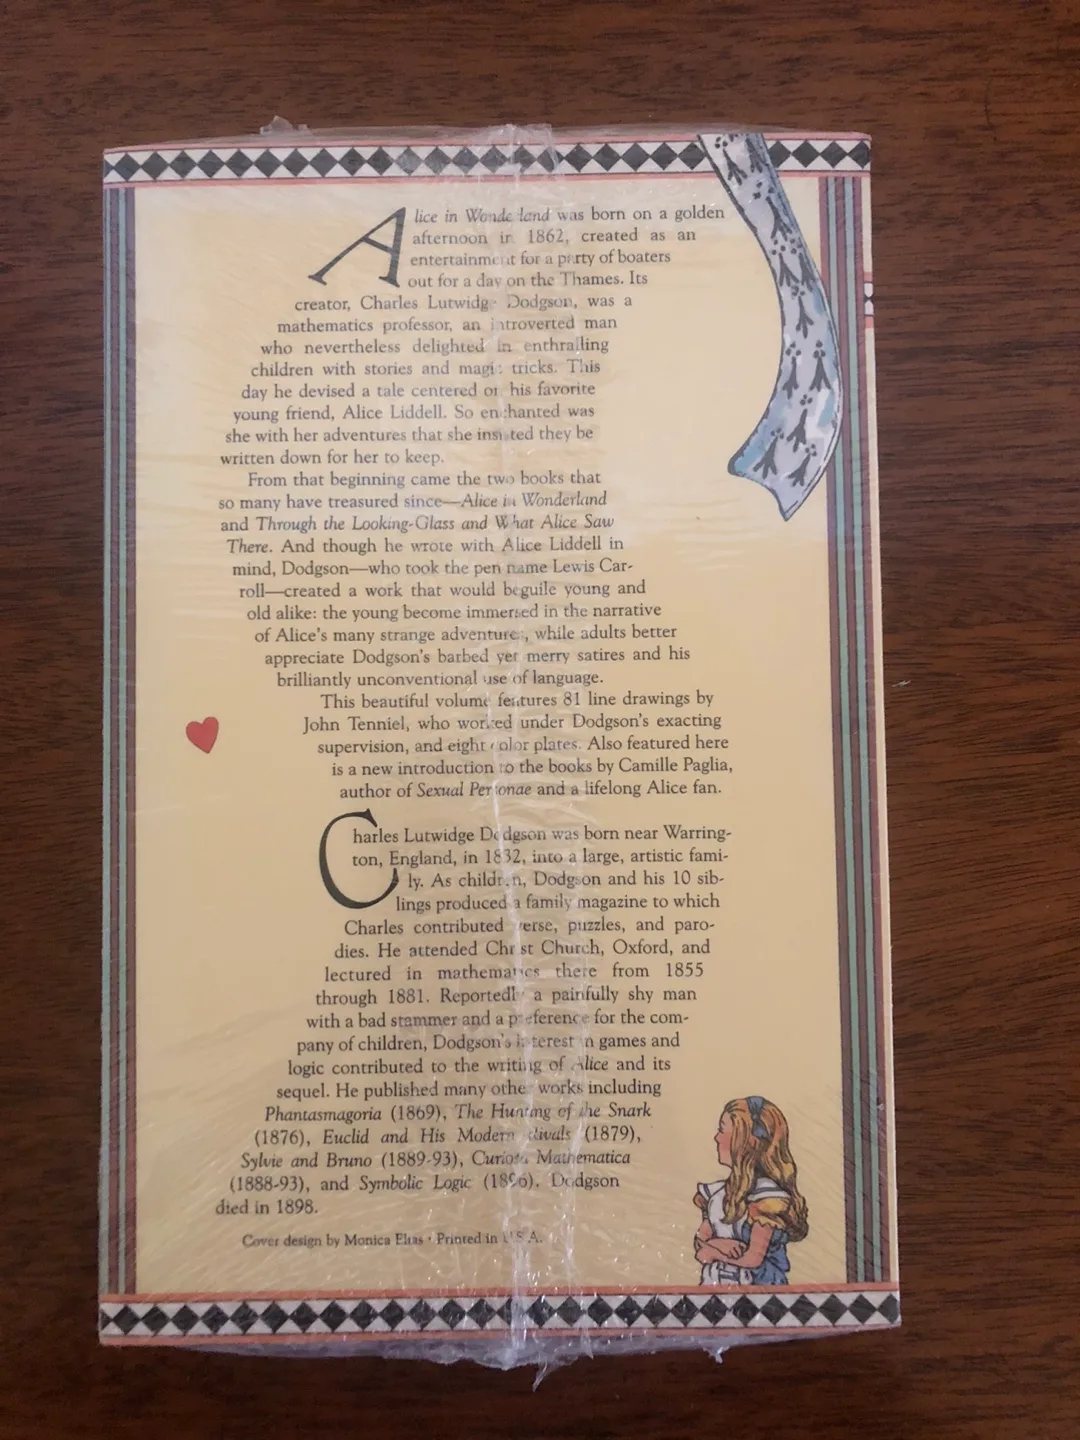 Alice in Wonderland was born on a golden
afternoon in 1862, created as an
entertainment for a party of boaters
out for a day on the Thames. Its
creator, Charles Lutwidge Dodgson, was a
mathematics professor, an introverted man
who nevertheless delighted in enthralling
children with stories and magic tricks. This
day he devised a tale centered on his favorite
young friend, Alice Liddell. So enchanted was
she with her adventures that she insisted they be
written down for her to keep.
From that beginning came the two books that
so many have treasured since—Alice in Wonderland
and Through the Looking-Glass and What Alice Saw
There. And though he wrote with Alice Liddell in
mind, Dodgson—who took the pen name Lewis Car-
roll—created a work that would beguile young and
old alike: the young become immersed in the narrative
of Alice's many strange adventures, while adults better
appreciate Dodgson's barbed yet merry satires and his
brilliantly unconventional use of language.
This beautiful volume features 81 line drawings by
John Tenniel, who worked under Dodgson's exacting
supervision, and eight color plates. Also featured here
is a new introduction to the books by Camille Paglia,
author of Sexual Personae and a lifelong Alice fan.
Charles Lutwidge Dodgson was born near Warring-
ton, England, in 1832, into a large, artistic fami-
ly. As children, Dodgson and his 10 sib-
lings produced a family magazine to which
Charles contributed verse, puzzles, and paro-
dies. He attended Christ Church, Oxford, and
lectured in mathematics there from 1855
through 1881. Reportedly a painfully shy man
with a bad stammer and a preference for the com-
pany of children, Dodgson's interest in games and
logic contributed to the writing of Alice and its
sequel. He published many other works including
Phantasmagoria (1869), The Hunting of the Snark
(1876), Euclid and His Modern Rivals (1879),
Sylvie and Bruno (1889-93), Curiosa Mathematica
(1888-93), and Symbolic Logic (1896). Dodgson
died in 1898.
Cover design by Monica Elias · Printed in U.S.A.